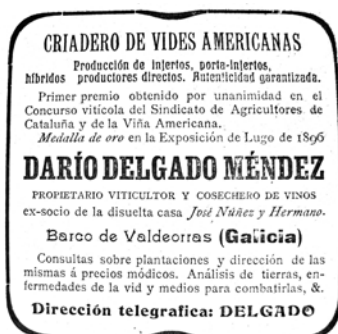 CRIADERO DE VIDES AMERICANAS
Producción de injertos, porta-injertos,
híbridos productores directos. Autenticidad garantizada.
Primer premio obtenido por unanimidad en el
Concurso vitícola del Sindicato de Agricultores de
Cataluña y de la Viña Americana.
Medalla de oro en la Exposición de Lugo de 1896
DARÍO DELGADO MÉNDEZ
PROPIETARIO VITICULTOR Y COSECHERO DE VINOS
ex-socio de la disuelta casa José Núñez y Hermano.
Barco de Valdeorras (Galicia)
Consultas sobre plantaciones y dirección de las
mismas á precios módicos. Análisis de tierras, en-
fermedades de la vid y medios para combatirlas, &.
Dirección telegrafica: DELGADO